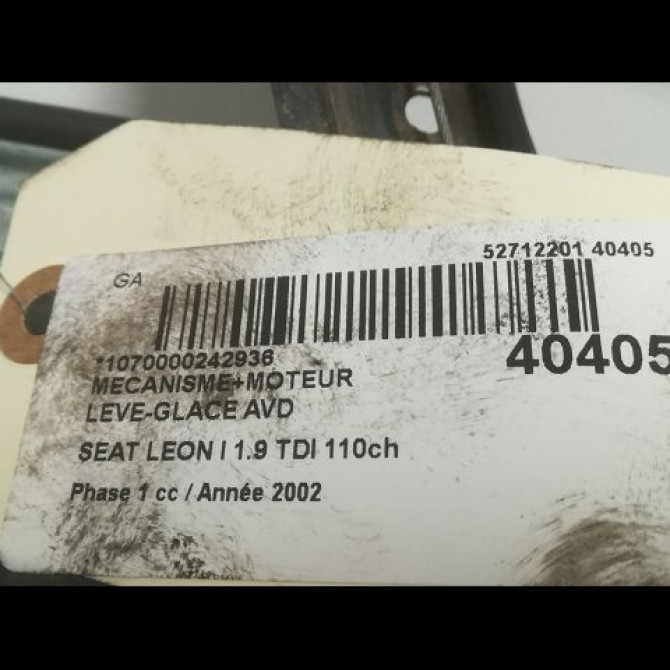 52712201 40405
GA
*1070000242936
40405
MECANISME+MOTEUR
LEVE-GLACE AVD
SEAT LEON I 1.9 TDI 110ch
Phase 1 cc / Année 2002